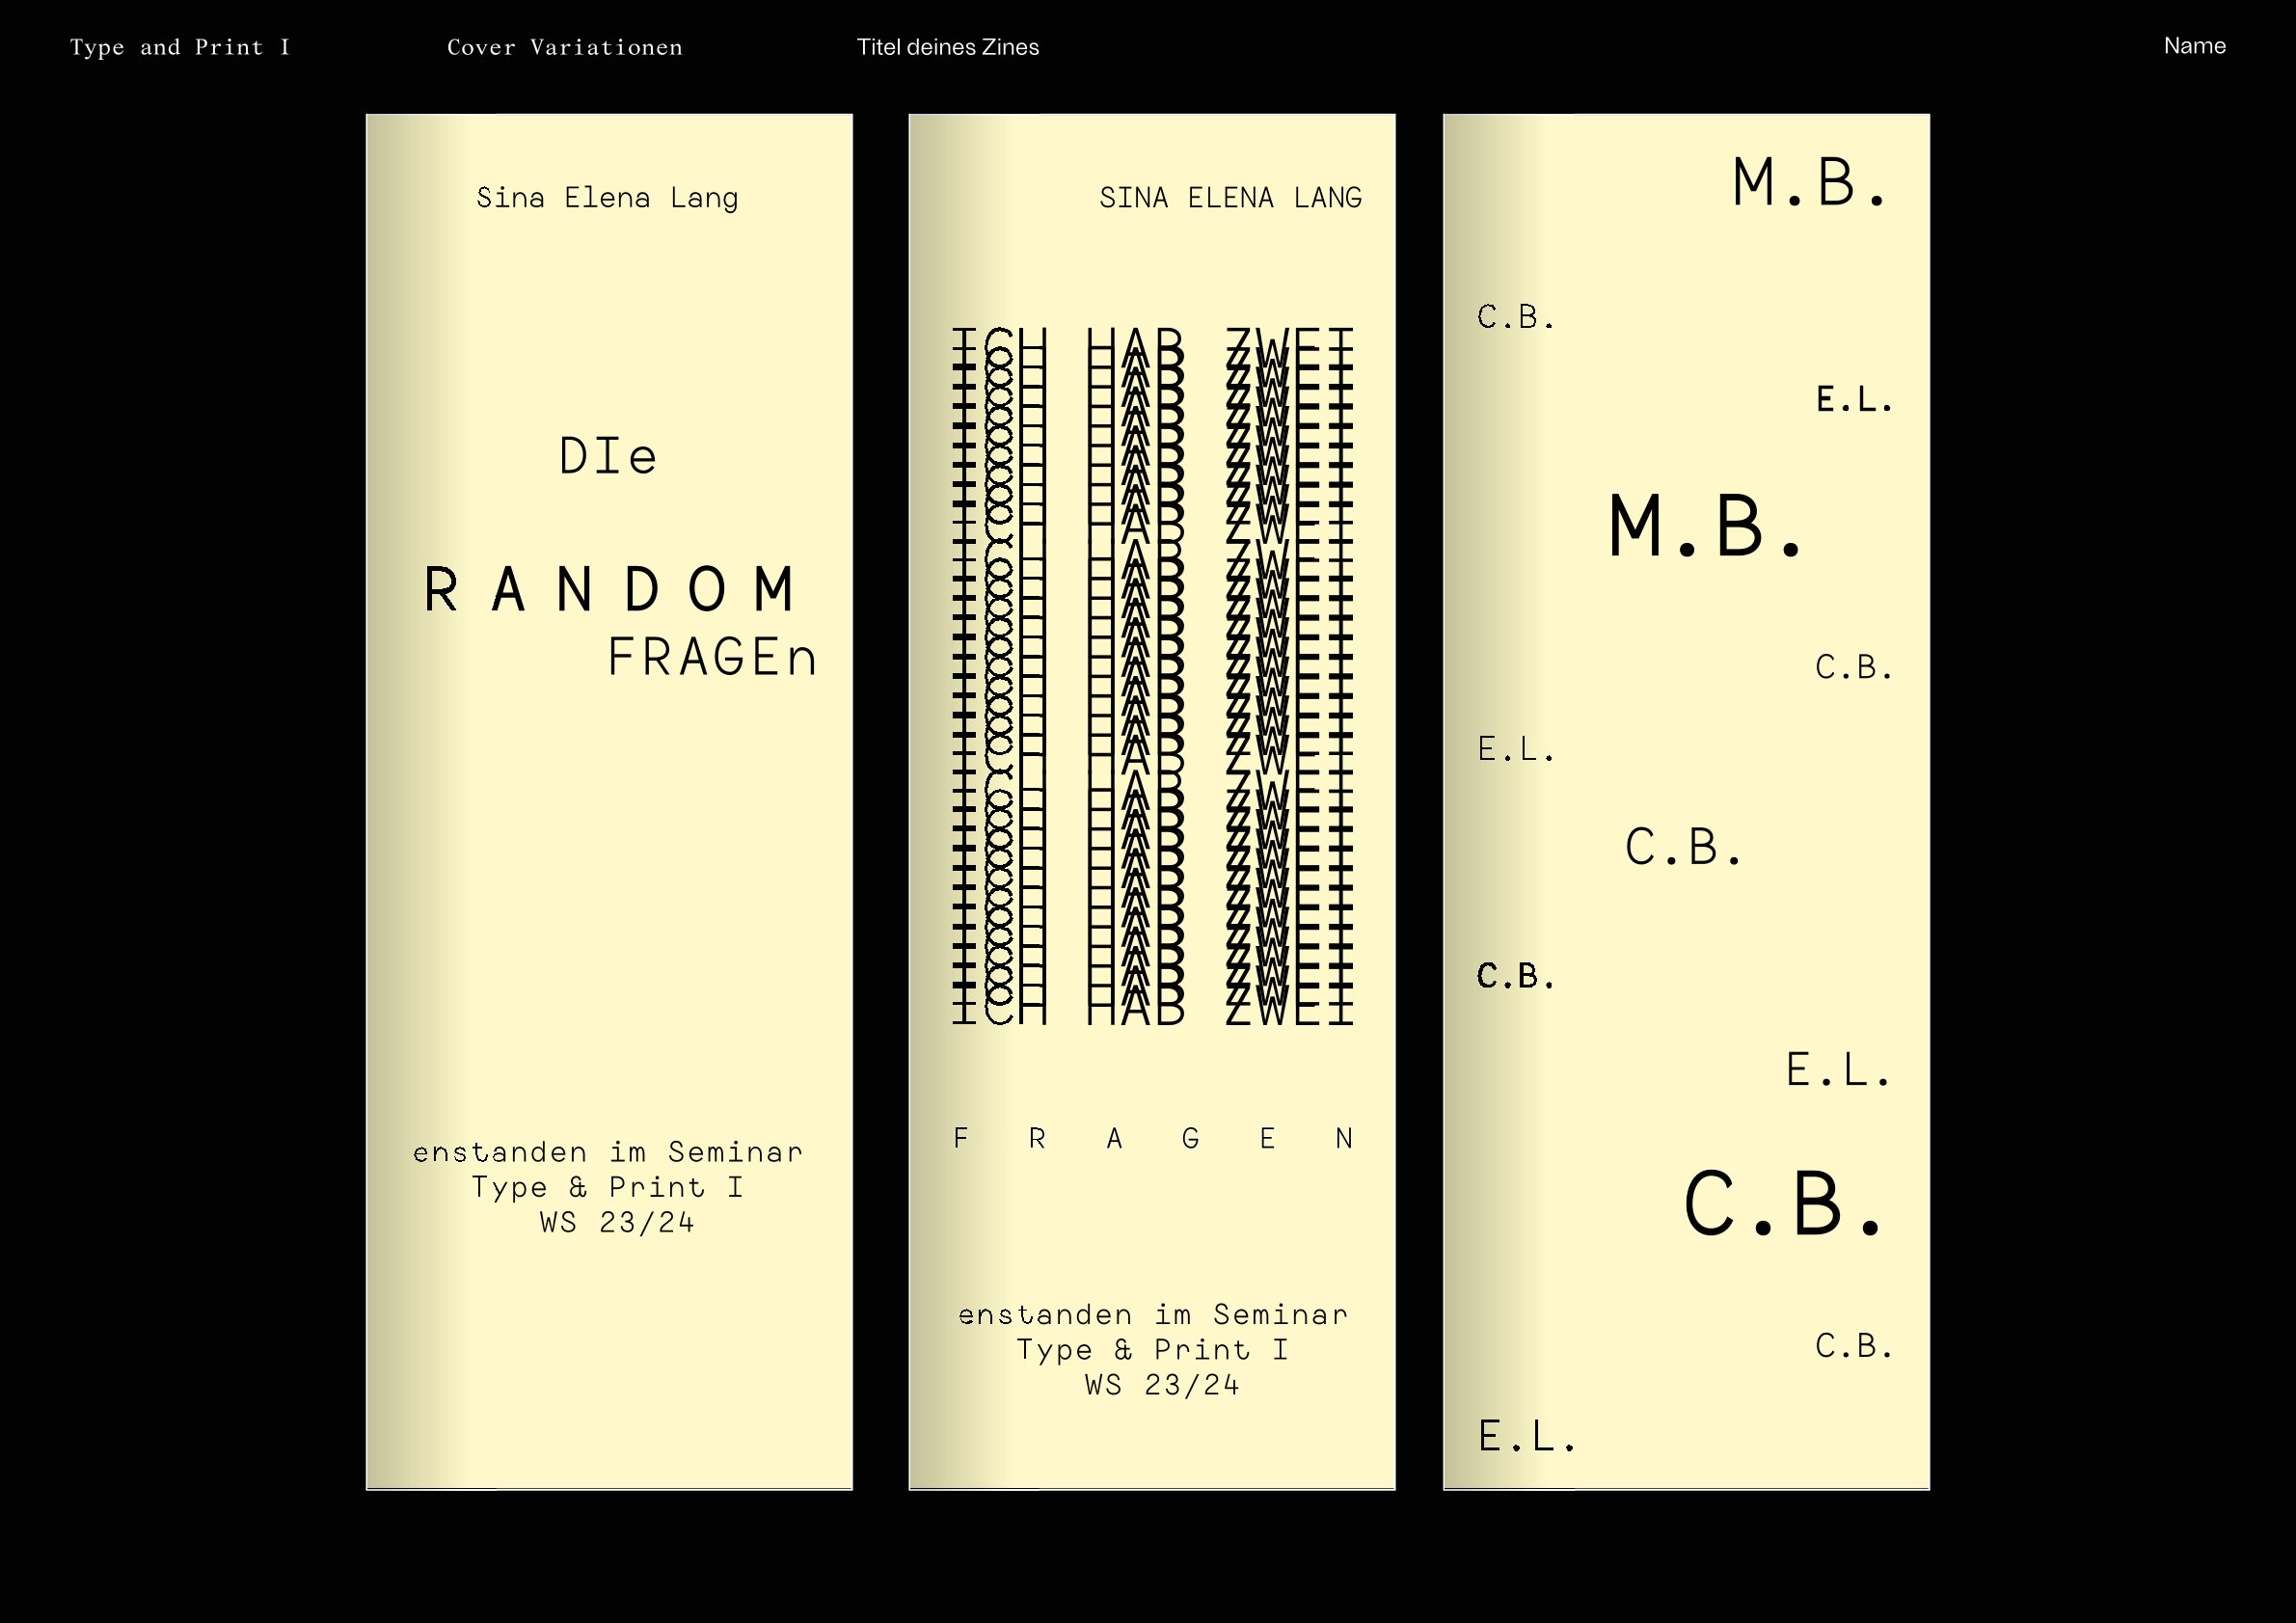 Type and Print I
Cover Variationen
Titel deines Zines
Name
Sina Elena Lang
DIe
RANDOM
FRAGEn
enstanden im Seminar
Type & Print I
WS 23/24
SINA ELENA LANG
ICH HAB ZWEI
F R A G E N
enstanden im Seminar
Type & Print I
WS 23/24
M.B.
C.B.
E.L.
M.B.
C.B.
E.L.
C.B.
C.B.
E.L.
C.B.
C.B.
E.L.